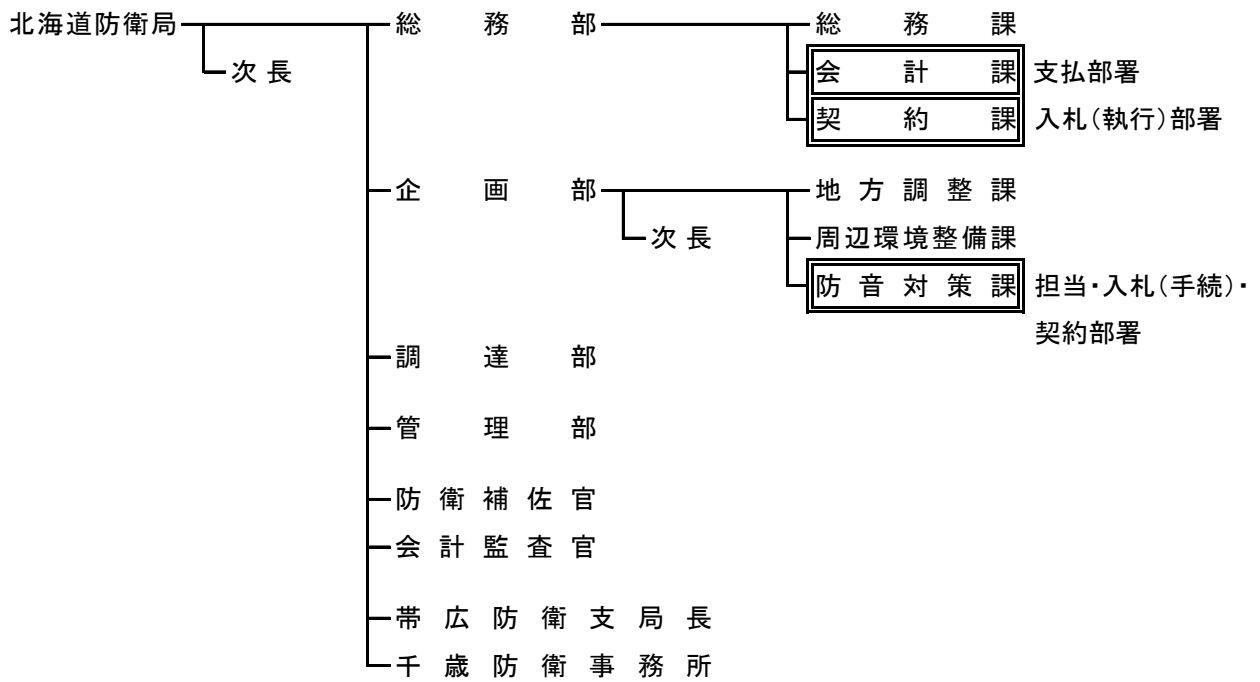 北海道防衛局 総務部 総務課
次長 会計課 支払部署
契約課 入札(執行)部署
企画部 地方調整課
次長 周辺環境整備課
防音対策課 担当・入札(手続)・
契約部署
調達部
管理部
防衛補佐官
会計監査官
帯広防衛支局長
千歳防衛事務所